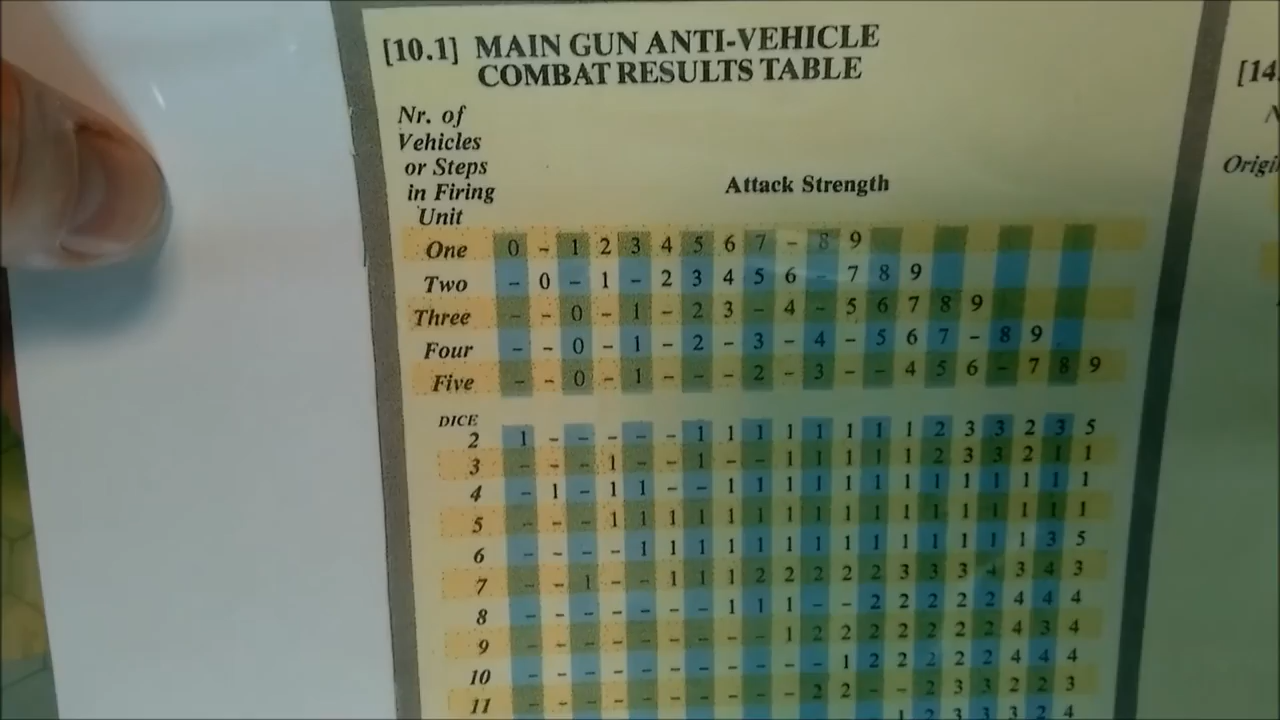 [10.1] MAIN GUN ANTI-VEHICLE
COMBAT RESULTS TABLE
Nr. of
Vehicles
or Steps
in Firing
Unit
Attack Strength
One 0 - 1 2 3 4 5 6 7 - 8 9
Two - 0 - 1 - 2 3 4 5 6 - 7 8 9
Three - - 0 - 1 - 2 3 - 4 - 5 6 7 8 9
Four - - 0 - 1 - 2 - 3 - 4 - 5 6 7 - 8 9
Five - - 0 - 1 - - - 2 - 3 - - 4 5 6 - 7 8 9
DICE
2 1 - - - - - 1 1 1 1 1 1 1 1 2 3 3 2 3 5
3 - - - 1 - - 1 - - 1 1 1 1 1 2 3 3 2 1 1
4 - 1 - 1 1 - - 1 1 1 1 1 1 1 1 1 1 1 1 1
5 - - - 1 1 1 1 1 1 1 1 1 1 1 1 1 1 1 1 1
6 - - - - 1 1 1 1 1 1 1 1 1 1 1 1 1 1 3 5
7 - - 1 - - 1 1 1 2 2 2 2 2 3 3 3 4 3 4 3
8 - - - - - - - 1 1 1 - - 2 2 2 2 2 4 4 4
9 - - - - - - - - - 1 2 2 2 2 2 2 2 4 3 4
10 - - - - - - - - - - - 1 2 2 2 2 2 4 4 4
11 - - - - - - - - - - 2 2 - - 2 3 3 2 2 3
1 2 3 3 3 2 4
[14
Origi